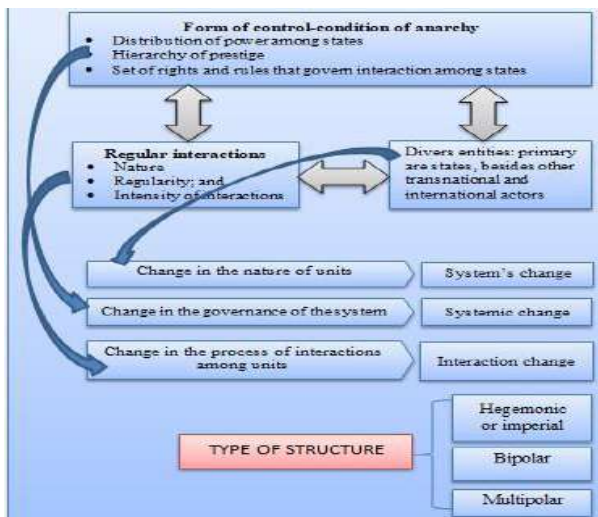 Form of control-condition of anarchy
• Distribution of power among states
• Hierarchy of prestige
• Set of rights and rules that govern interaction among states
Regular interactions
• Nature
• Regularity; and
• Intensity of interactions
Divers entities: primary
are states, besides other
transnational and
international actors
Change in the nature of units
System's change
Change in the governance of the system
Systemic change
Change in the process of interactions
among units
Interaction change
TYPE OF STRUCTURE
Hegemonic
or imperial
Bipolar
Multipolar